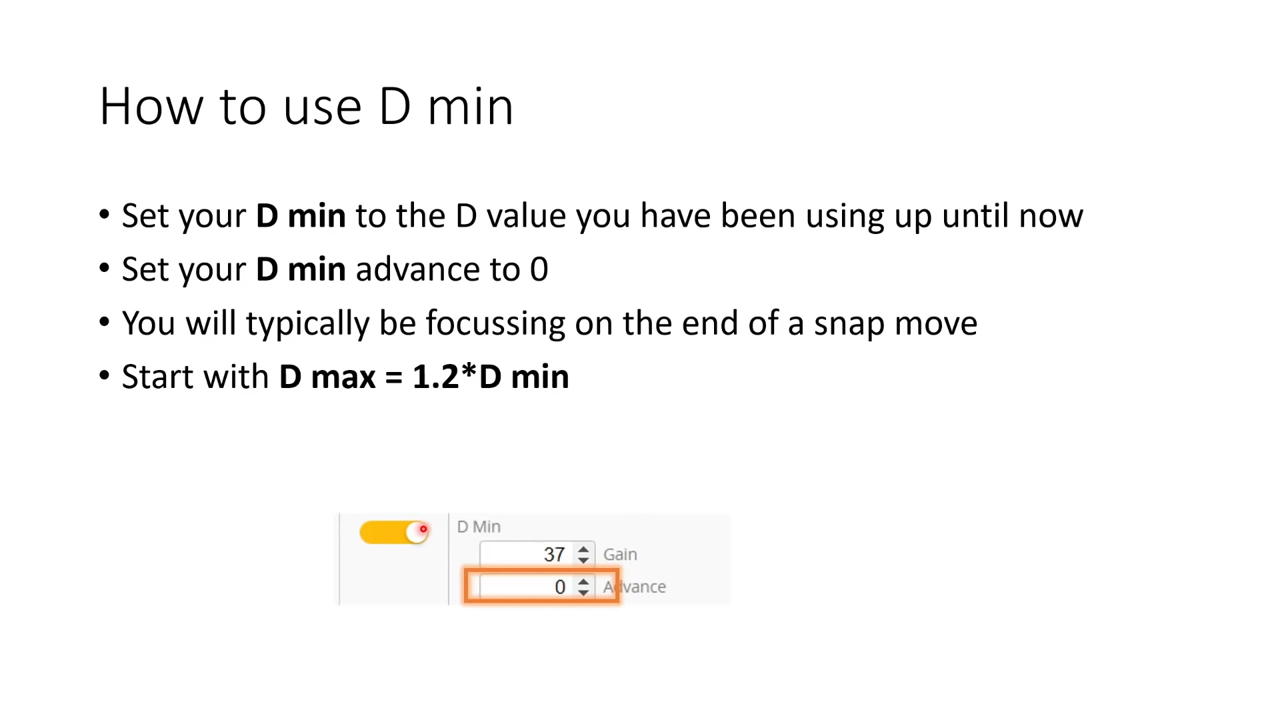 How to use D min
• Set your D min to the D value you have been using up until now
• Set your D min advance to 0
• You will typically be focussing on the end of a snap move
• Start with D max = 1.2*D min
D Min
37 Gain
0 Advance